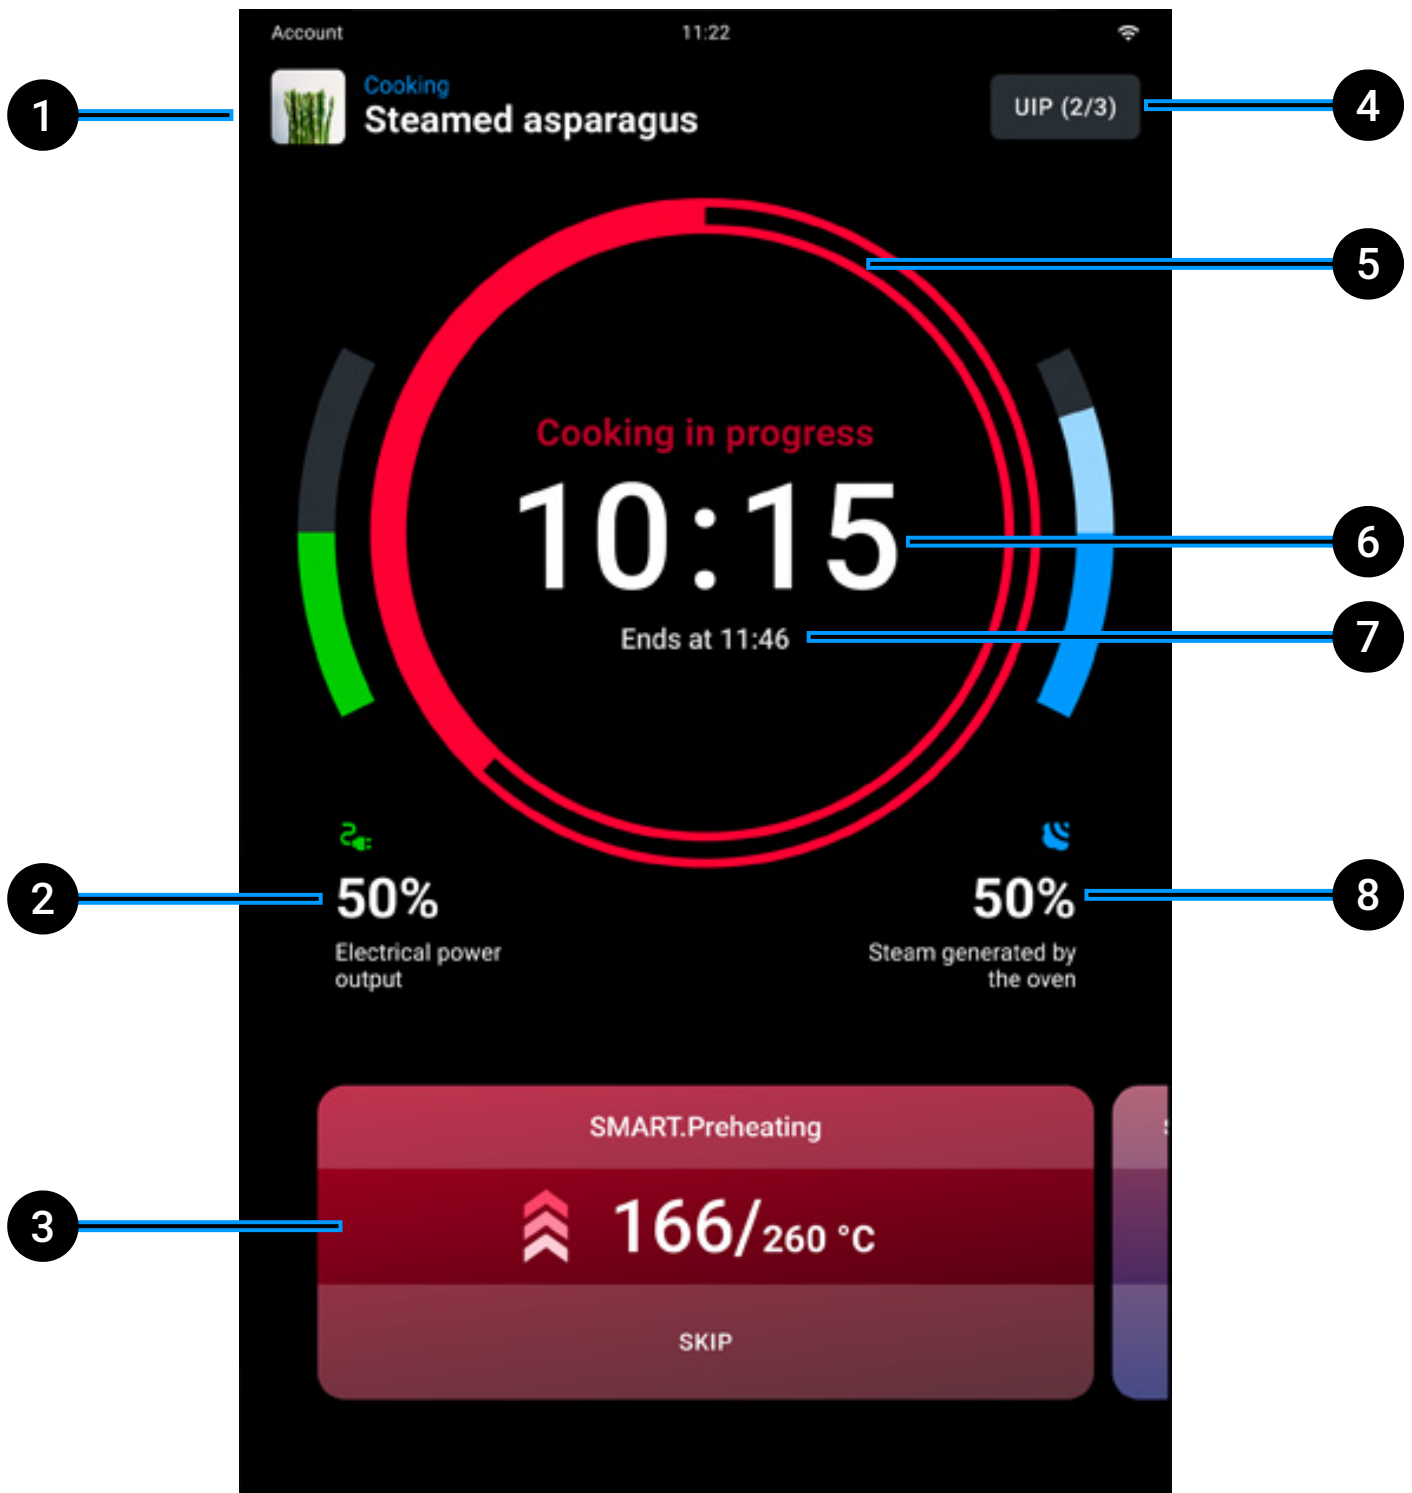 Account
11:22
1
Cooking
Steamed asparagus
UIP (2/3)
4
5
Cooking in progress
10:15
6
Ends at 11:46
7
2
50%
Electrical power
output
50%
8
Steam generated by
the oven
SMART.Preheating
3
166/260 °C
SKIP